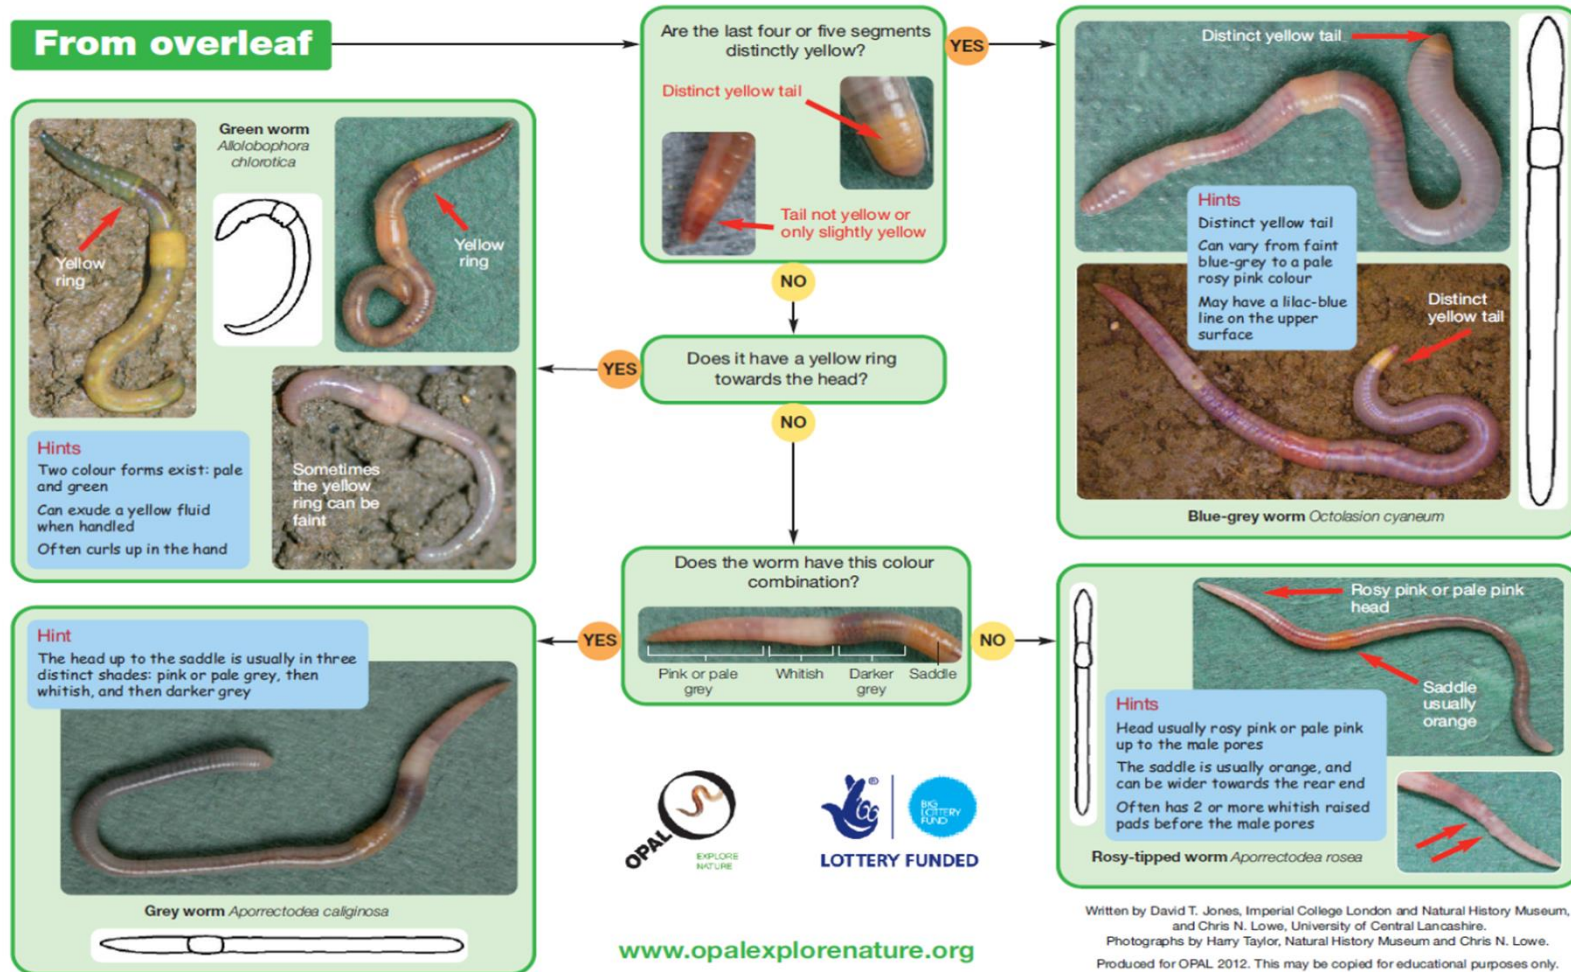 From overleaf
Are the last four or five segments
distinctly yellow?
Distinct yellow tail
Tail not yellow or
only slightly yellow
YES
Distinct yellow tail
Hints
Distinct yellow tail
Can vary from faint
blue-grey to a pale
rosy pink colour
May have a lilac-blue
line on the upper
surface
Distinct
yellow tail
Blue-grey worm Octolasion cyaneum
NO
Does it have a yellow ring
towards the head?
YES
Green worm
Allolobophora
chlorotica
Yellow
ring
Yellow
ring
Hints
Two colour forms exist: pale
and green
Can exude a yellow fluid
when handled
Often curls up in the hand
Sometimes
the yellow
ring can be
faint
NO
Does the worm have this colour
combination?
Pink or pale
grey
Whitish
Darker
grey
Saddle
YES
Hint
The head up to the saddle is usually in three
distinct shades: pink or pale grey, then
whitish, and then darker grey
Grey worm Aporrectodea caliginosa
NO
Rosy pink or pale pink
head
Saddle
usually
orange
Hints
Head usually rosy pink or pale pink
up to the male pores
The saddle is usually orange, and
can be wider towards the rear end
Often has 2 or more whitish raised
pads before the male pores
Rosy-tipped worm Aporrectodea rosea
OPAL
EXPLORE
NATURE
BIG
LOTTERY
FUND
LOTTERY FUNDED
www.opalexplorenature.org
Written by David T. Jones, Imperial College London and Natural History Museum,
and Chris N. Lowe, University of Central Lancashire.
Photographs by Harry Taylor, Natural History Museum and Chris N. Lowe.
Produced for OPAL 2012. This may be copied for educational purposes only.